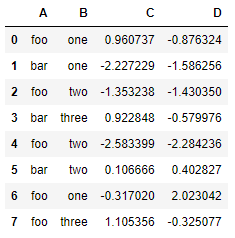 A B C D
0 foo one 0.960737 -0.876324
1 bar one -2.227229 -1.586256
2 foo two -1.353238 -1.430350
3 bar three 0.922848 -0.579976
4 foo two -2.583399 -2.284236
5 bar two 0.106666 0.402827
6 foo one -0.317020 2.023042
7 foo three 1.105356 -0.325077